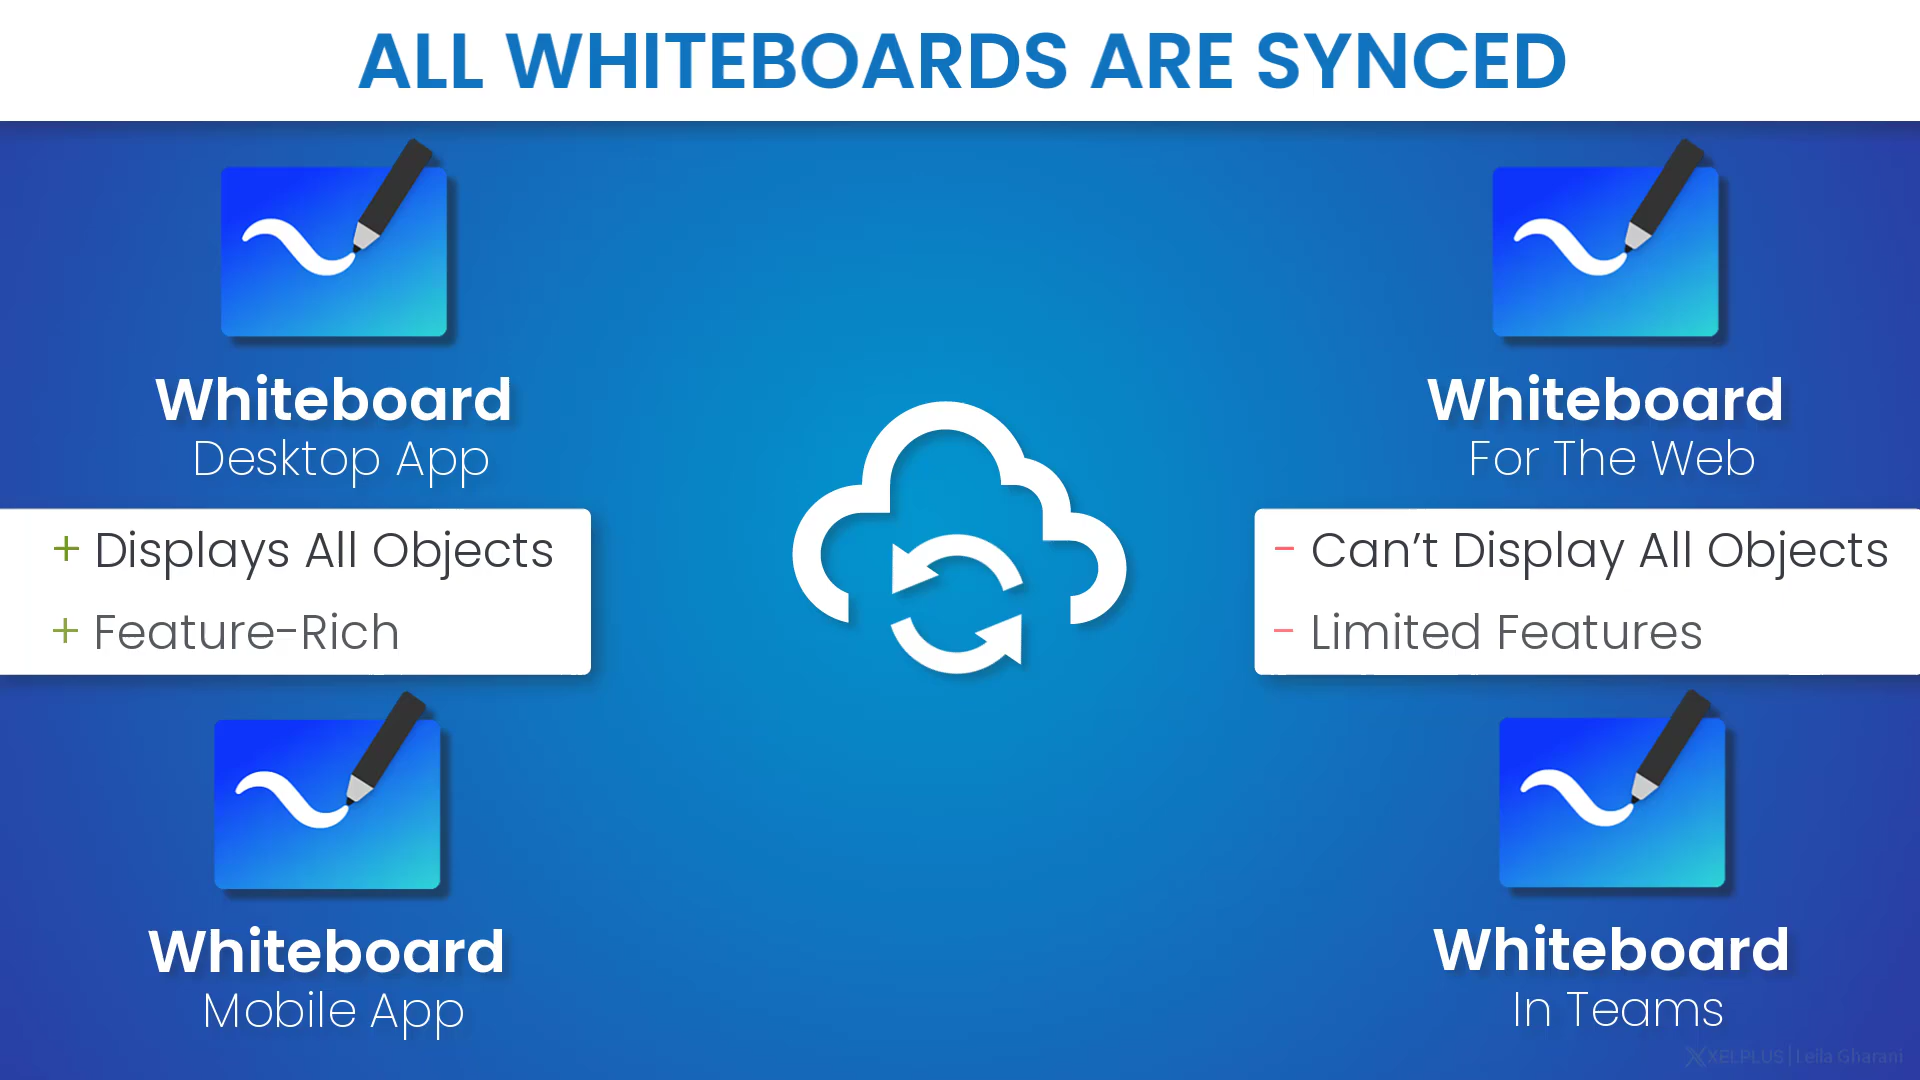 ALL WHITEBOARDS ARE SYNCED
Whiteboard
Desktop App
+ Displays All Objects
+ Feature-Rich
Whiteboard
Mobile App
Whiteboard
For The Web
- Can't Display All Objects
- Limited Features
Whiteboard
In Teams
XELPLUS | Leila Gharani